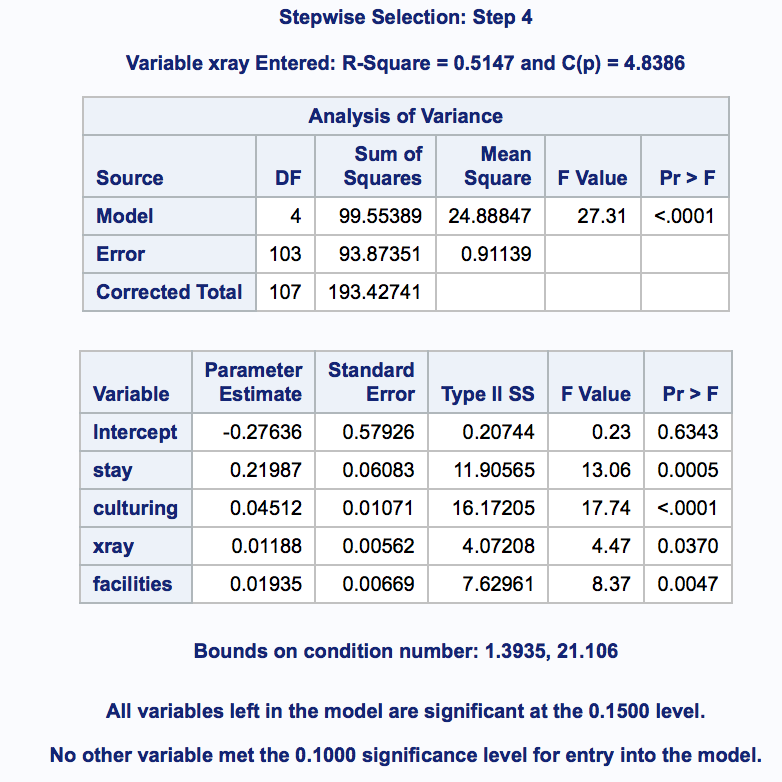 Stepwise Selection: Step 4
Variable xray Entered: R-Square = 0.5147 and C(p) = 4.8386
Analysis of Variance
Source DF Sum of Squares Mean Square F Value Pr > F
Model 4 99.55389 24.88847 27.31 <.0001
Error 103 93.87351 0.91139
Corrected Total 107 193.42741
Variable Parameter Estimate Standard Error Type II SS F Value Pr > F
Intercept -0.27636 0.57926 0.20744 0.23 0.6343
stay 0.21987 0.06083 11.90565 13.06 0.0005
culturing 0.04512 0.01071 16.17205 17.74 <.0001
xray 0.01188 0.00562 4.07208 4.47 0.0370
facilities 0.01935 0.00669 7.62961 8.37 0.0047
Bounds on condition number: 1.3935, 21.106
All variables left in the model are significant at the 0.1500 level.
No other variable met the 0.1000 significance level for entry into the model.